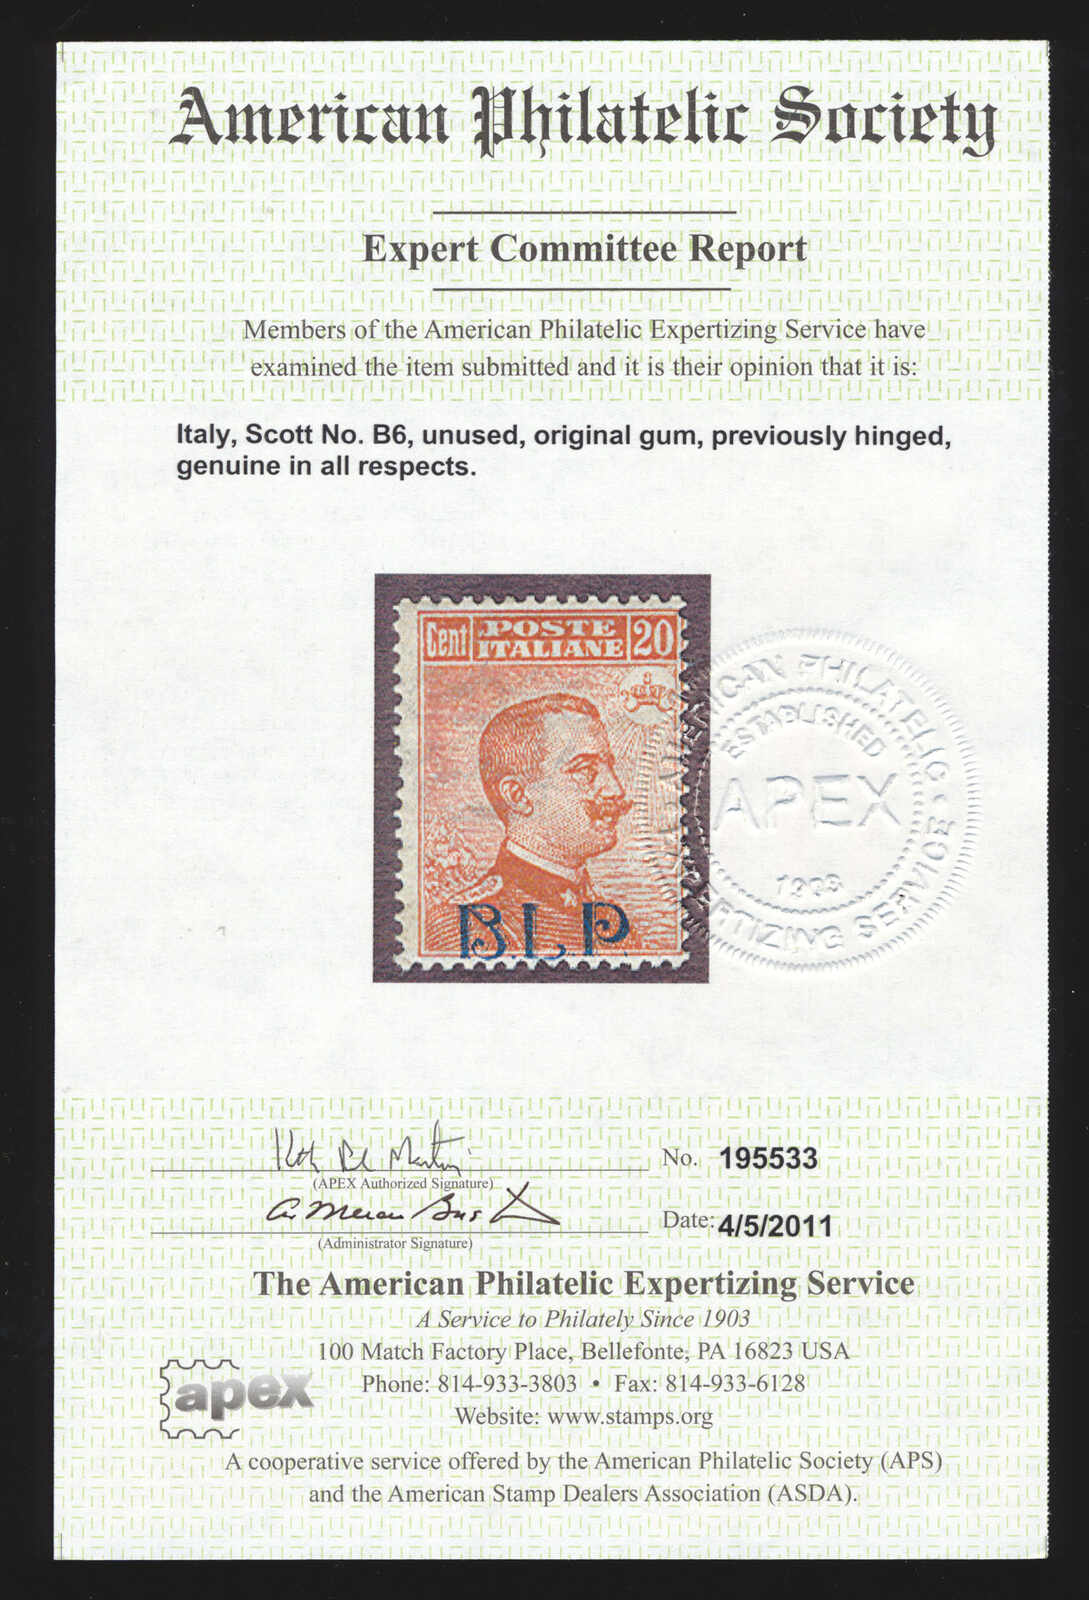 American Philatelic Society
Expert Committee Report
Members of the American Philatelic Expertizing Service have
examined the item submitted and it is their opinion that it is:
Italy, Scott No. B6, unused, original gum, previously hinged,
genuine in all respects.
Cent POSTE ITALIANE 20
B.L.P.
ESTABLISHED
APEX
1903
No. 195533
(APEX Authorized Signature)
Date: 4/5/2011
(Administrator Signature)
The American Philatelic Expertizing Service
A Service to Philately Since 1903
100 Match Factory Place, Bellefonte, PA 16823 USA
Phone: 814-933-3803 • Fax: 814-933-6128
Website: www.stamps.org
apex
A cooperative service offered by the American Philatelic Society (APS)
and the American Stamp Dealers Association (ASDA).